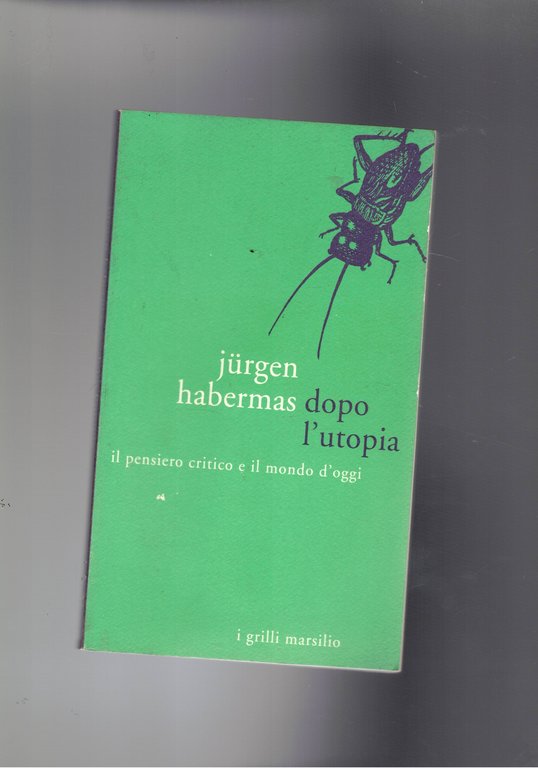 jürgen
habermas dopo
l'utopia
il pensiero critico e il mondo d'oggi
i grilli marsilio